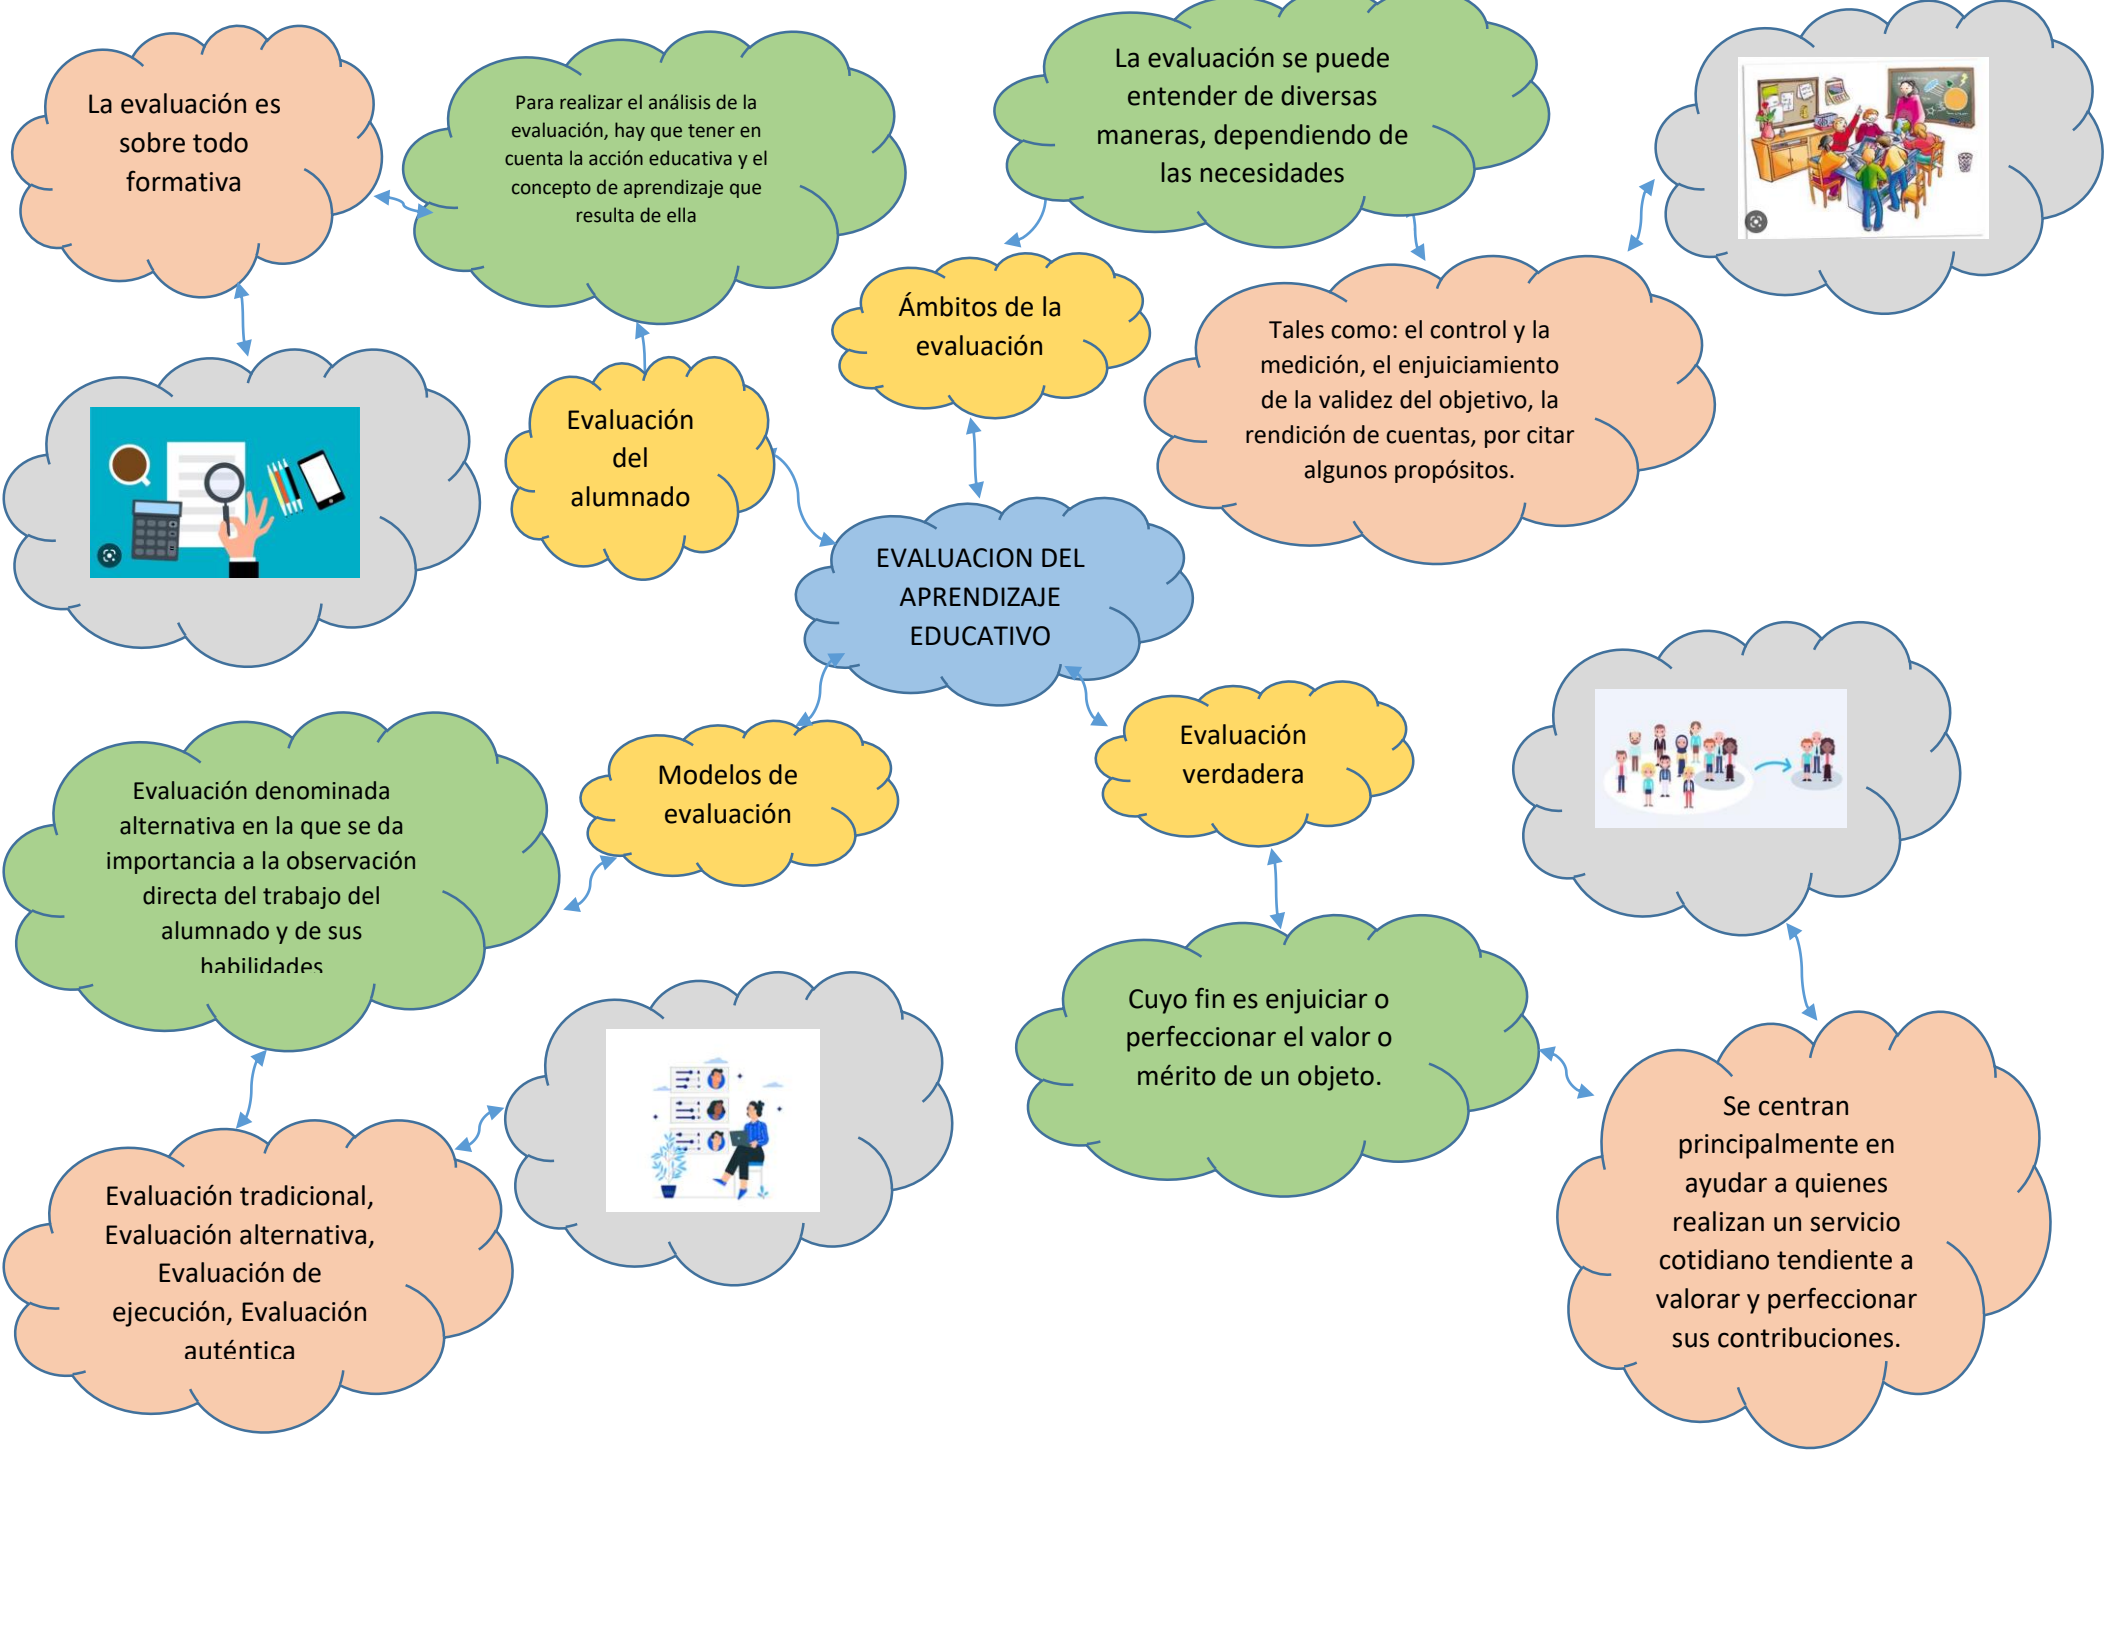 La evaluación es
sobre todo
formativa
Para realizar el análisis de la
evaluación, hay que tener en
cuenta la acción educativa y el
concepto de aprendizaje que
resulta de ella
La evaluación se puede
entender de diversas
maneras, dependiendo de
las necesidades
Ámbitos de la
evaluación
Tales como: el control y la
medición, el enjuiciamiento
de la validez del objetivo, la
rendición de cuentas, por citar
algunos propósitos.
Evaluación
del
alumnado
EVALUACION DEL
APRENDIZAJE
EDUCATIVO
Modelos de
evaluación
Evaluación
verdadera
Evaluación denominada
alternativa en la que se da
importancia a la observación
directa del trabajo del
alumnado y de sus
habilidades
Cuyo fin es enjuiciar o
perfeccionar el valor o
mérito de un objeto.
Evaluación tradicional,
Evaluación alternativa,
Evaluación de
ejecución, Evaluación
auténtica
Se centran
principalmente en
ayudar a quienes
realizan un servicio
cotidiano tendiente a
valorar y perfeccionar
sus contribuciones.